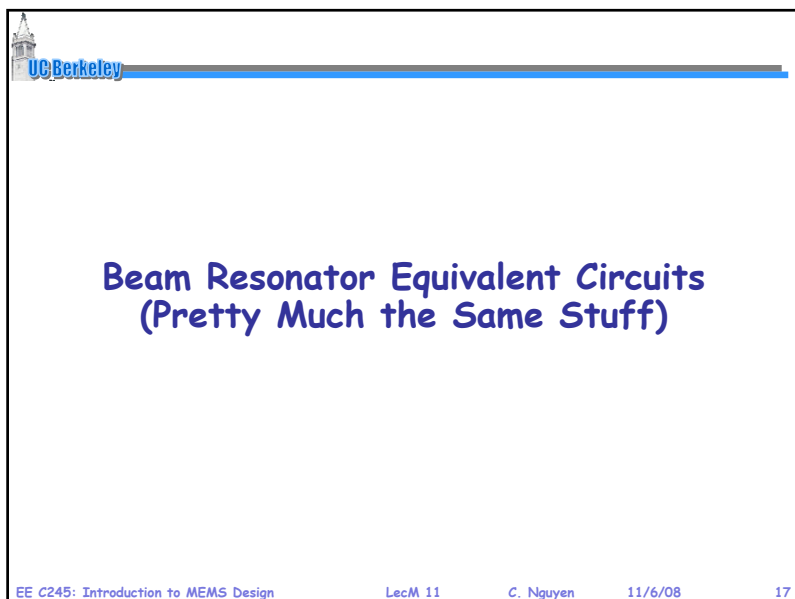 UC Berkeley
Beam Resonator Equivalent Circuits
(Pretty Much the Same Stuff)
EE C245: Introduction to MEMS Design LecM 11 C. Nguyen 11/6/08 17